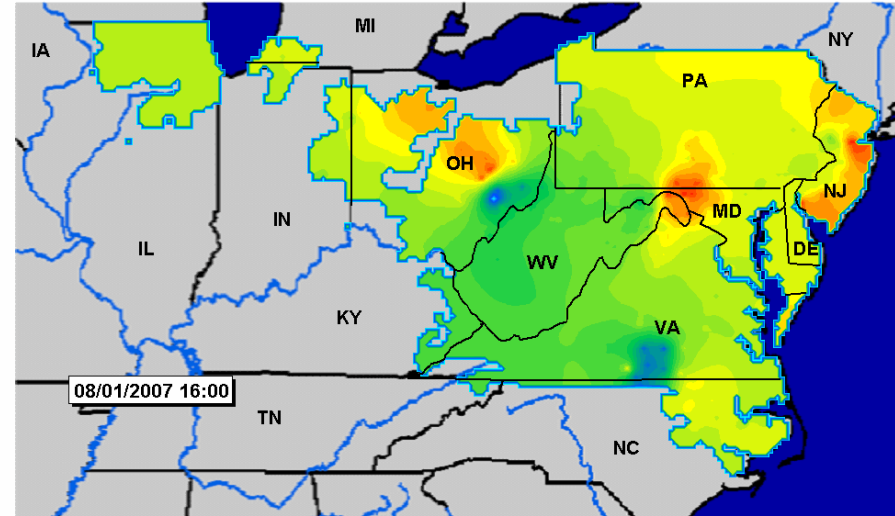 MI
NY
IA
PA
OH
NJ
IN
MD
IL
WV
DE
KY
VA
08/01/2007 16:00
TN
NC